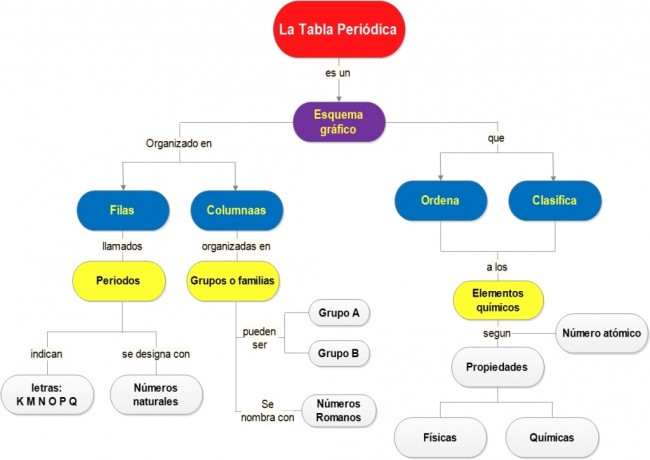 La Tabla Periódica
es un
Esquema
gráfico
Organizado en
que
Filas
Columnaas
Ordena
Clasifica
llamados
organizadas en
a los
Periodos
Grupos o familias
Elementos
químicos
pueden
ser
Grupo A
Grupo B
segun
Número atómico
indican
se designa con
Propiedades
letras:
K M N O P Q
Números
naturales
Se
nombra con
Números
Romanos
Físicas
Químicas